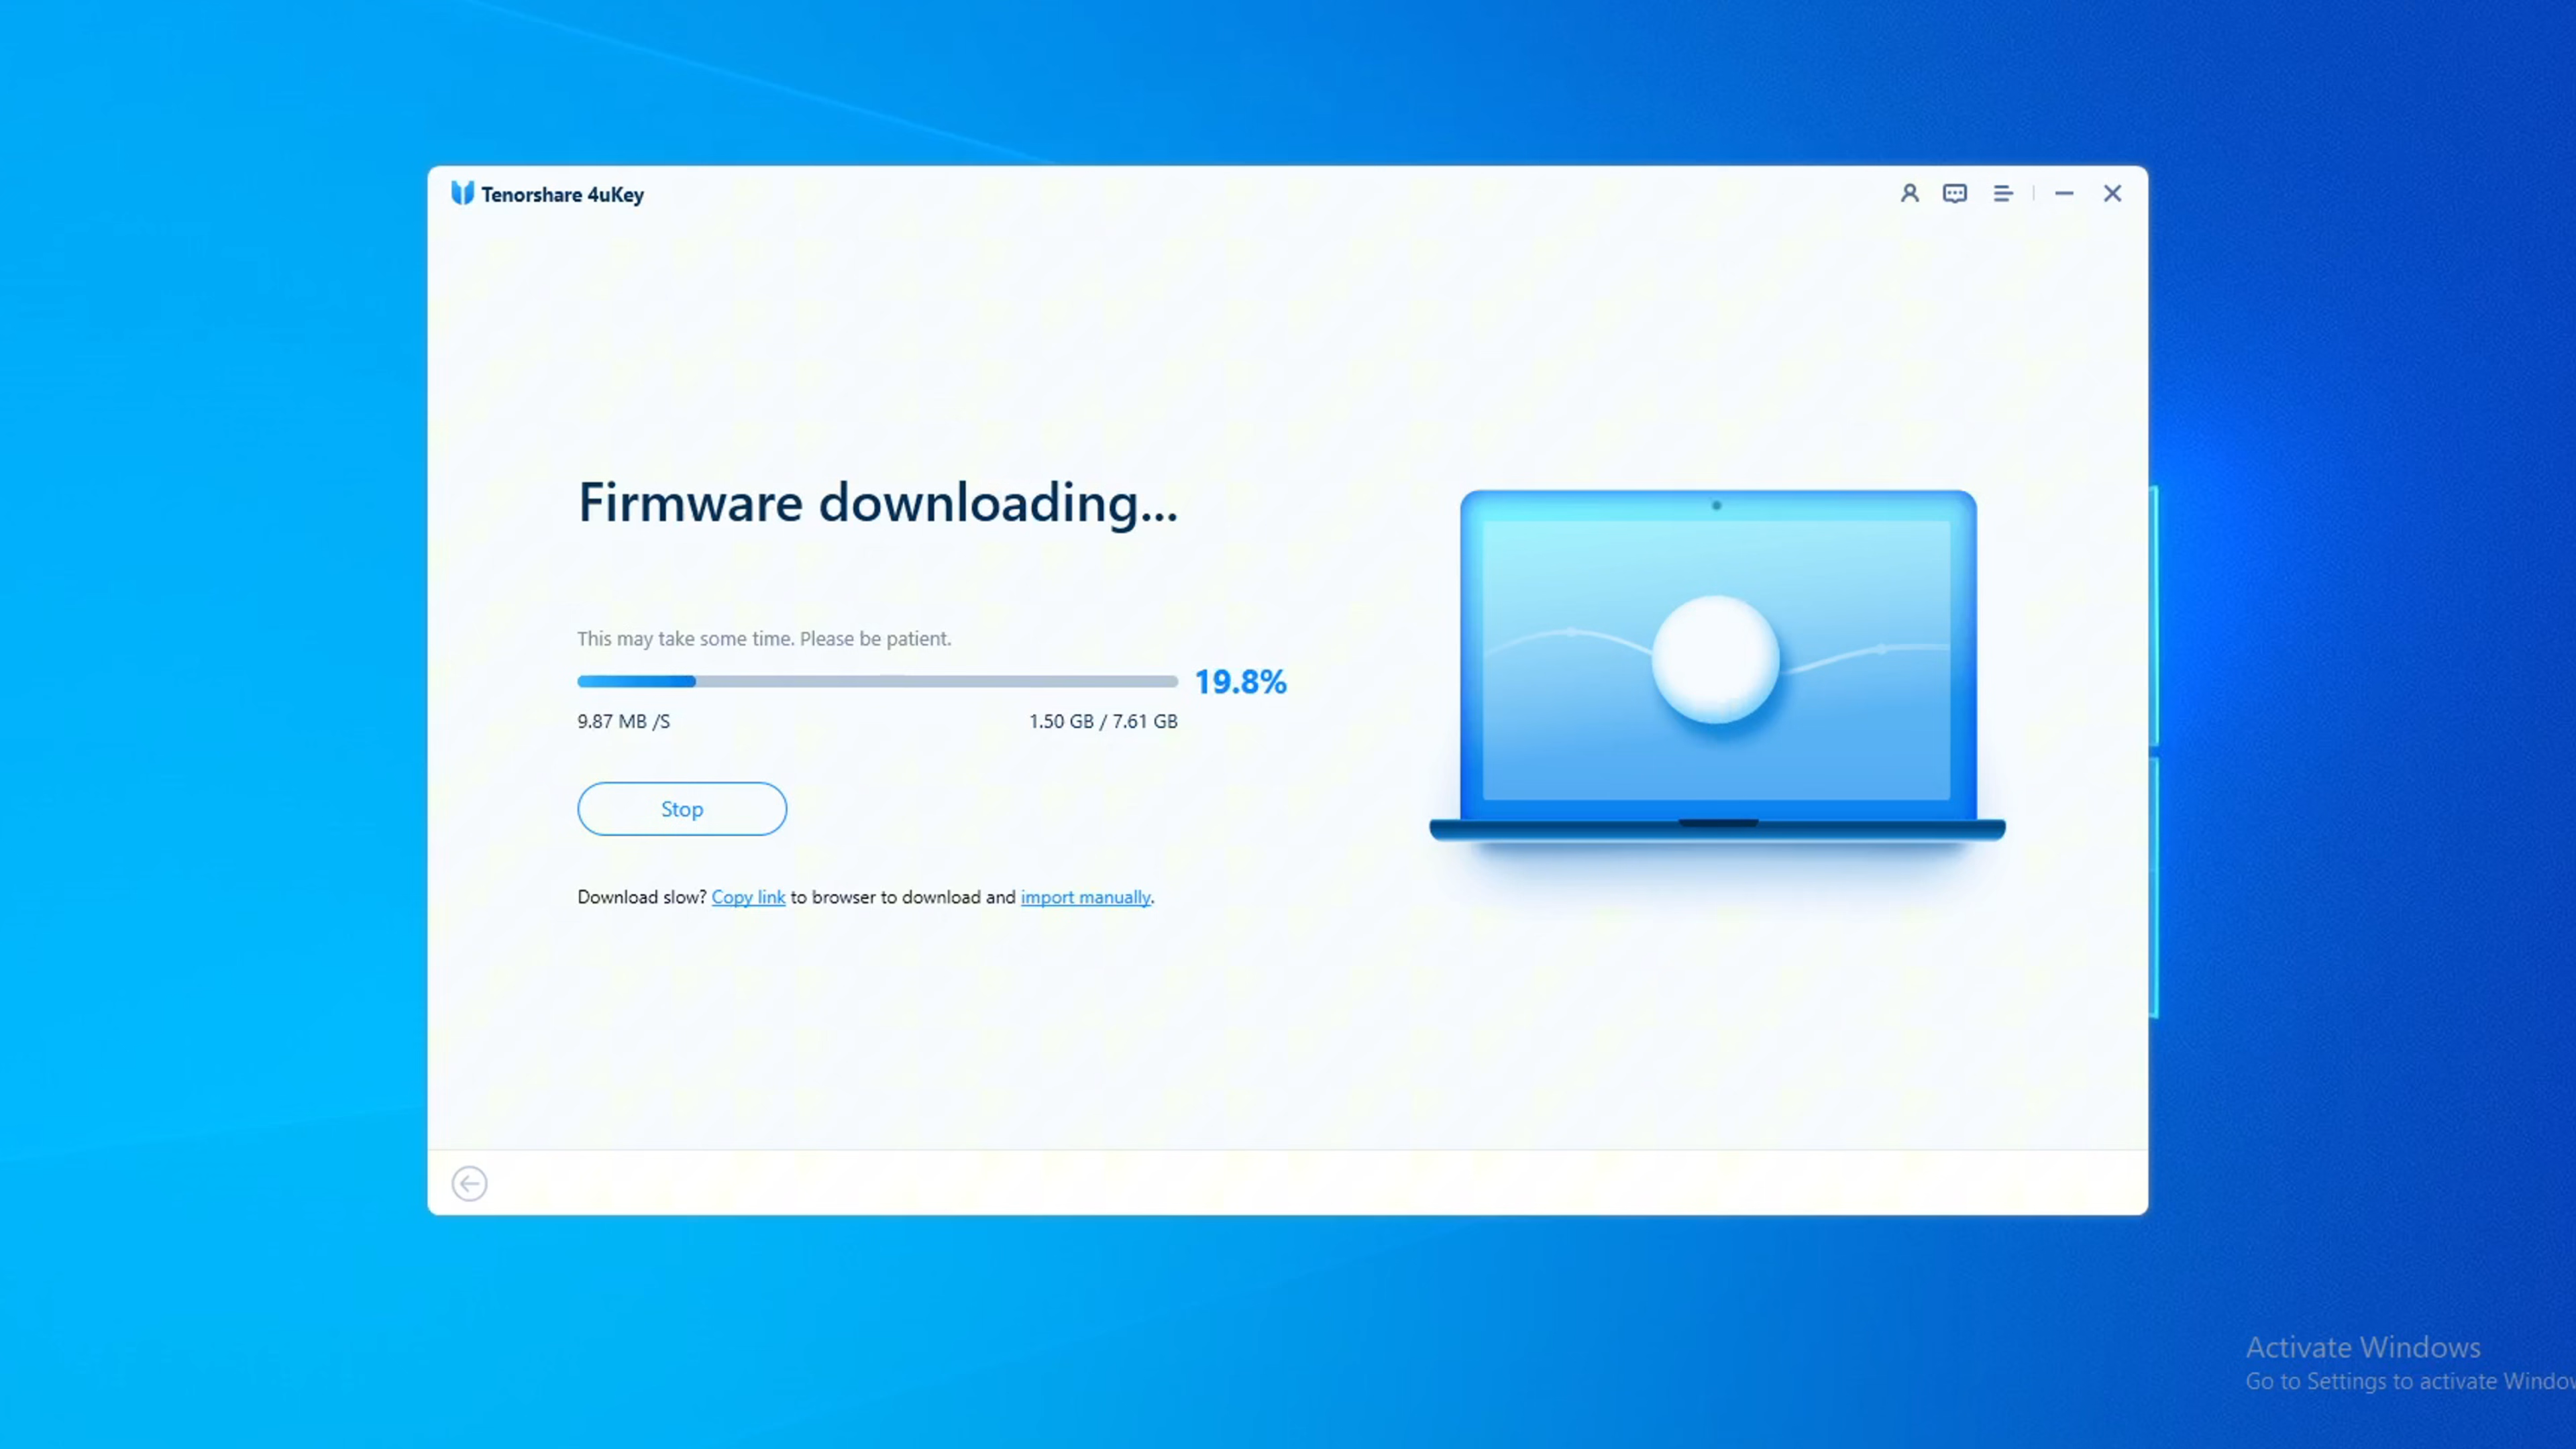 Tenorshare 4uKey
Firmware downloading...
This may take some time. Please be patient.
19.8%
9.87 MB /S
1.50 GB / 7.61 GB
Stop
Download slow? Copy link to browser to download and import manually.
Activate Windows
Go to Settings to activate Window